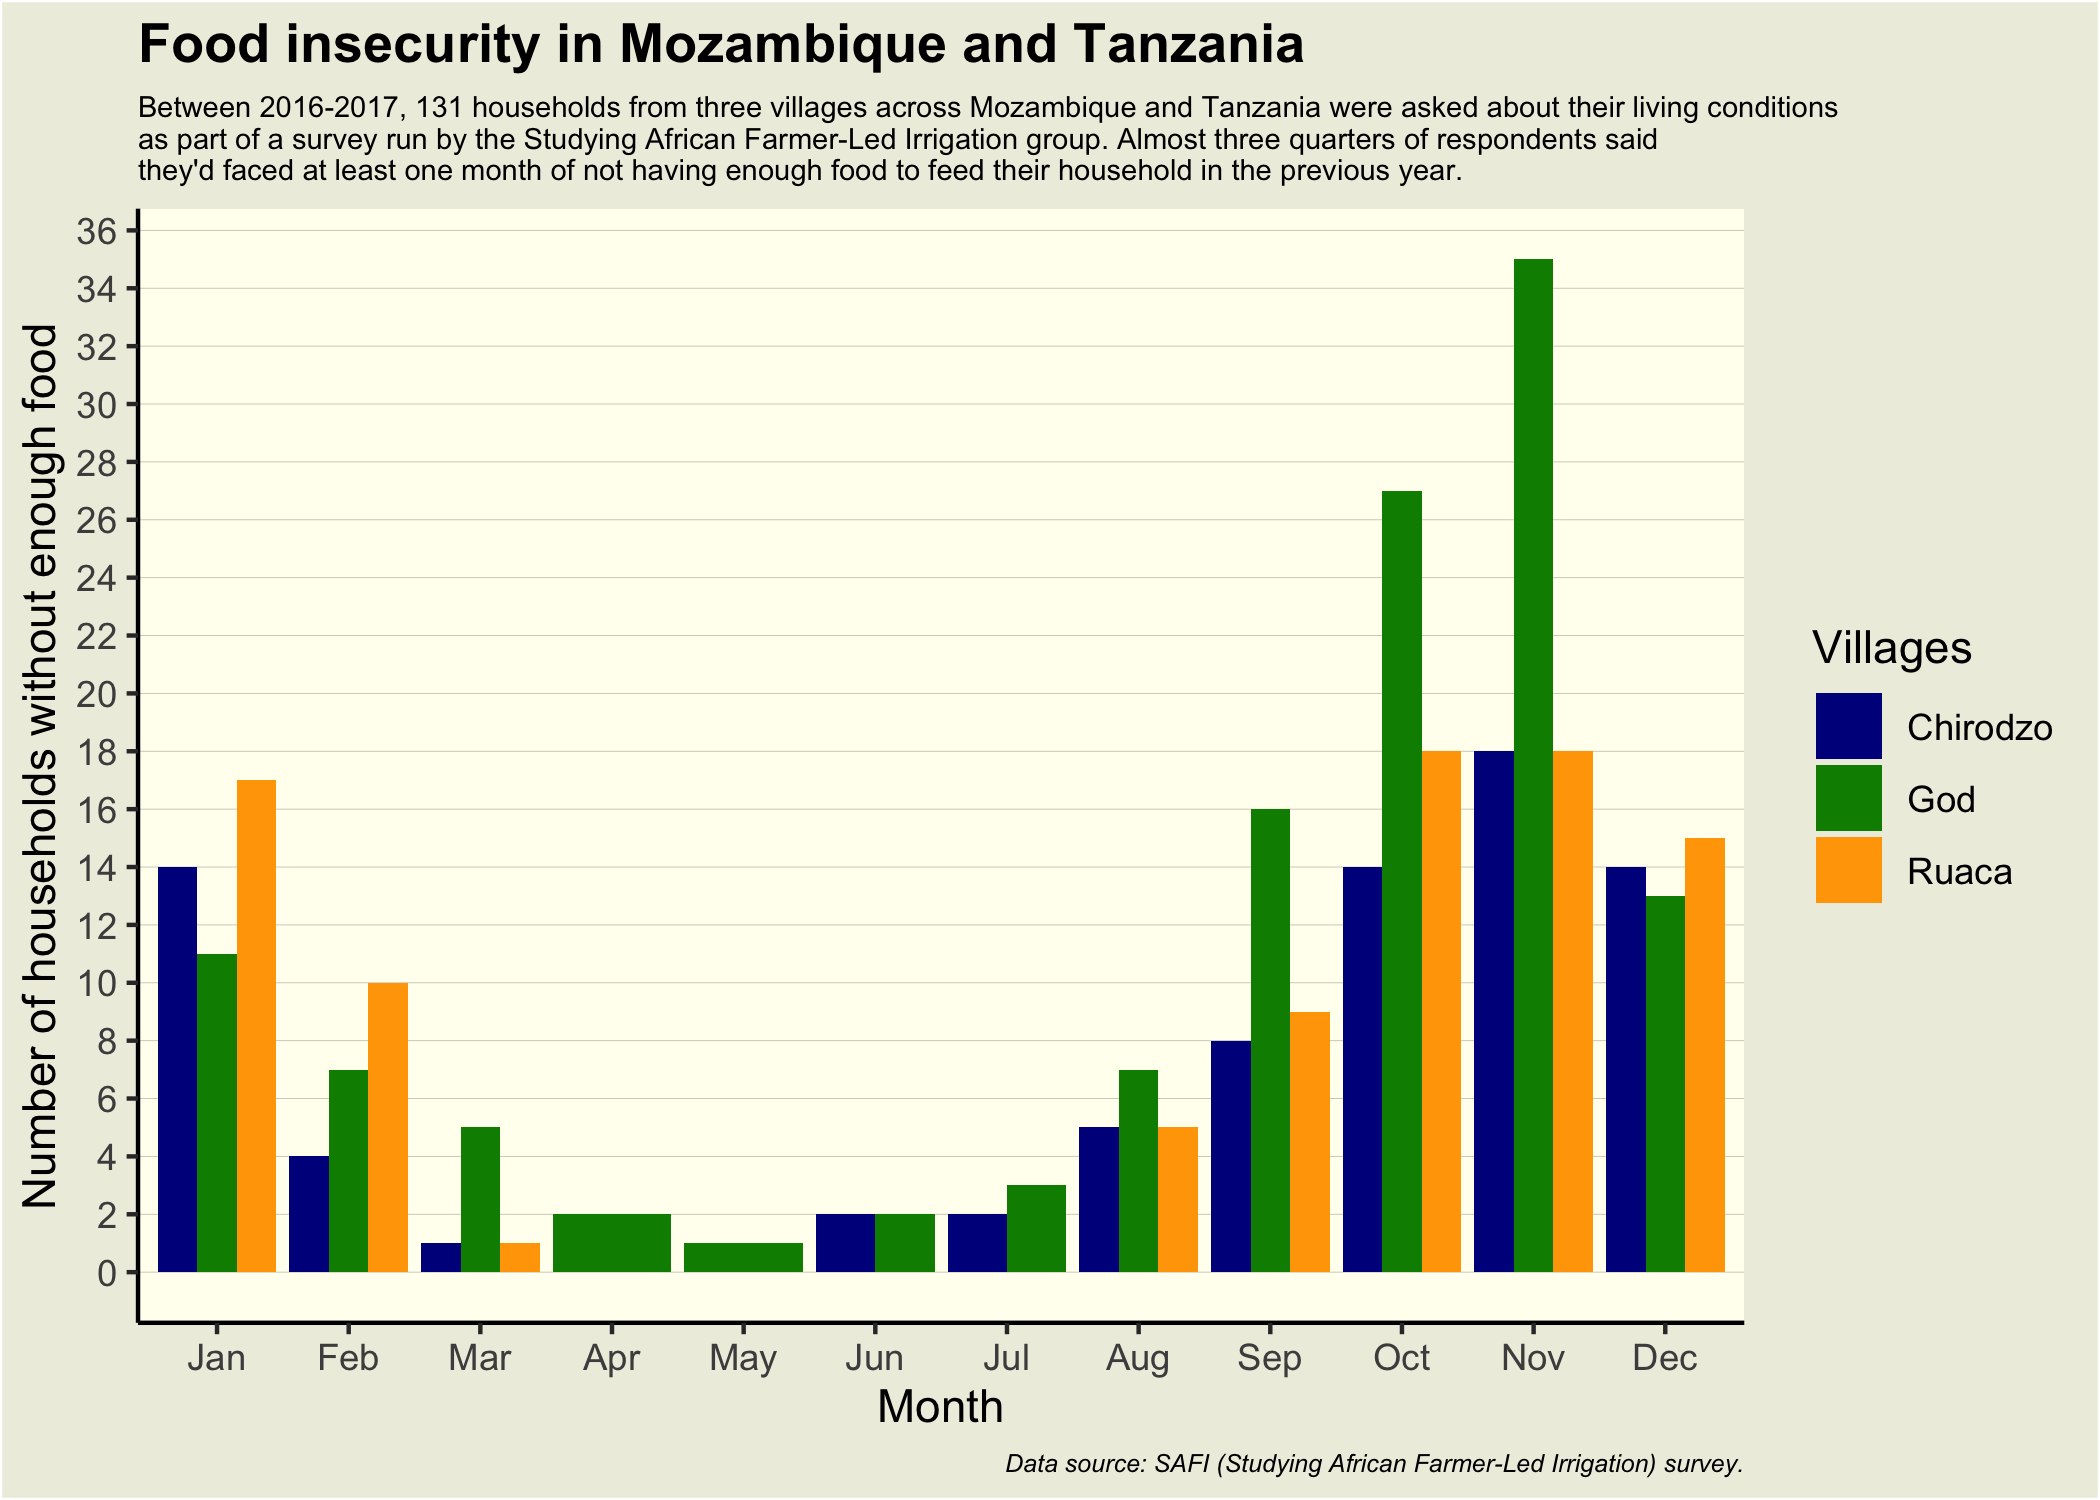 Food insecurity in Mozambique and Tanzania
Between 2016-2017, 131 households from three villages across Mozambique and Tanzania were asked about their living conditions
as part of a survey run by the Studying African Farmer-Led Irrigation group. Almost three quarters of respondents said
they'd faced at least one month of not having enough food to feed their household in the previous year.
Number of households without enough food
36
34
32
30
28
26
24
22
20
18
16
14
12
10
8
6
4
2
0
Jan Feb Mar Apr May Jun Jul Aug Sep Oct Nov Dec
Month
Villages
Chirodzo
God
Ruaca
Data source: SAFI (Studying African Farmer-Led Irrigation) survey.